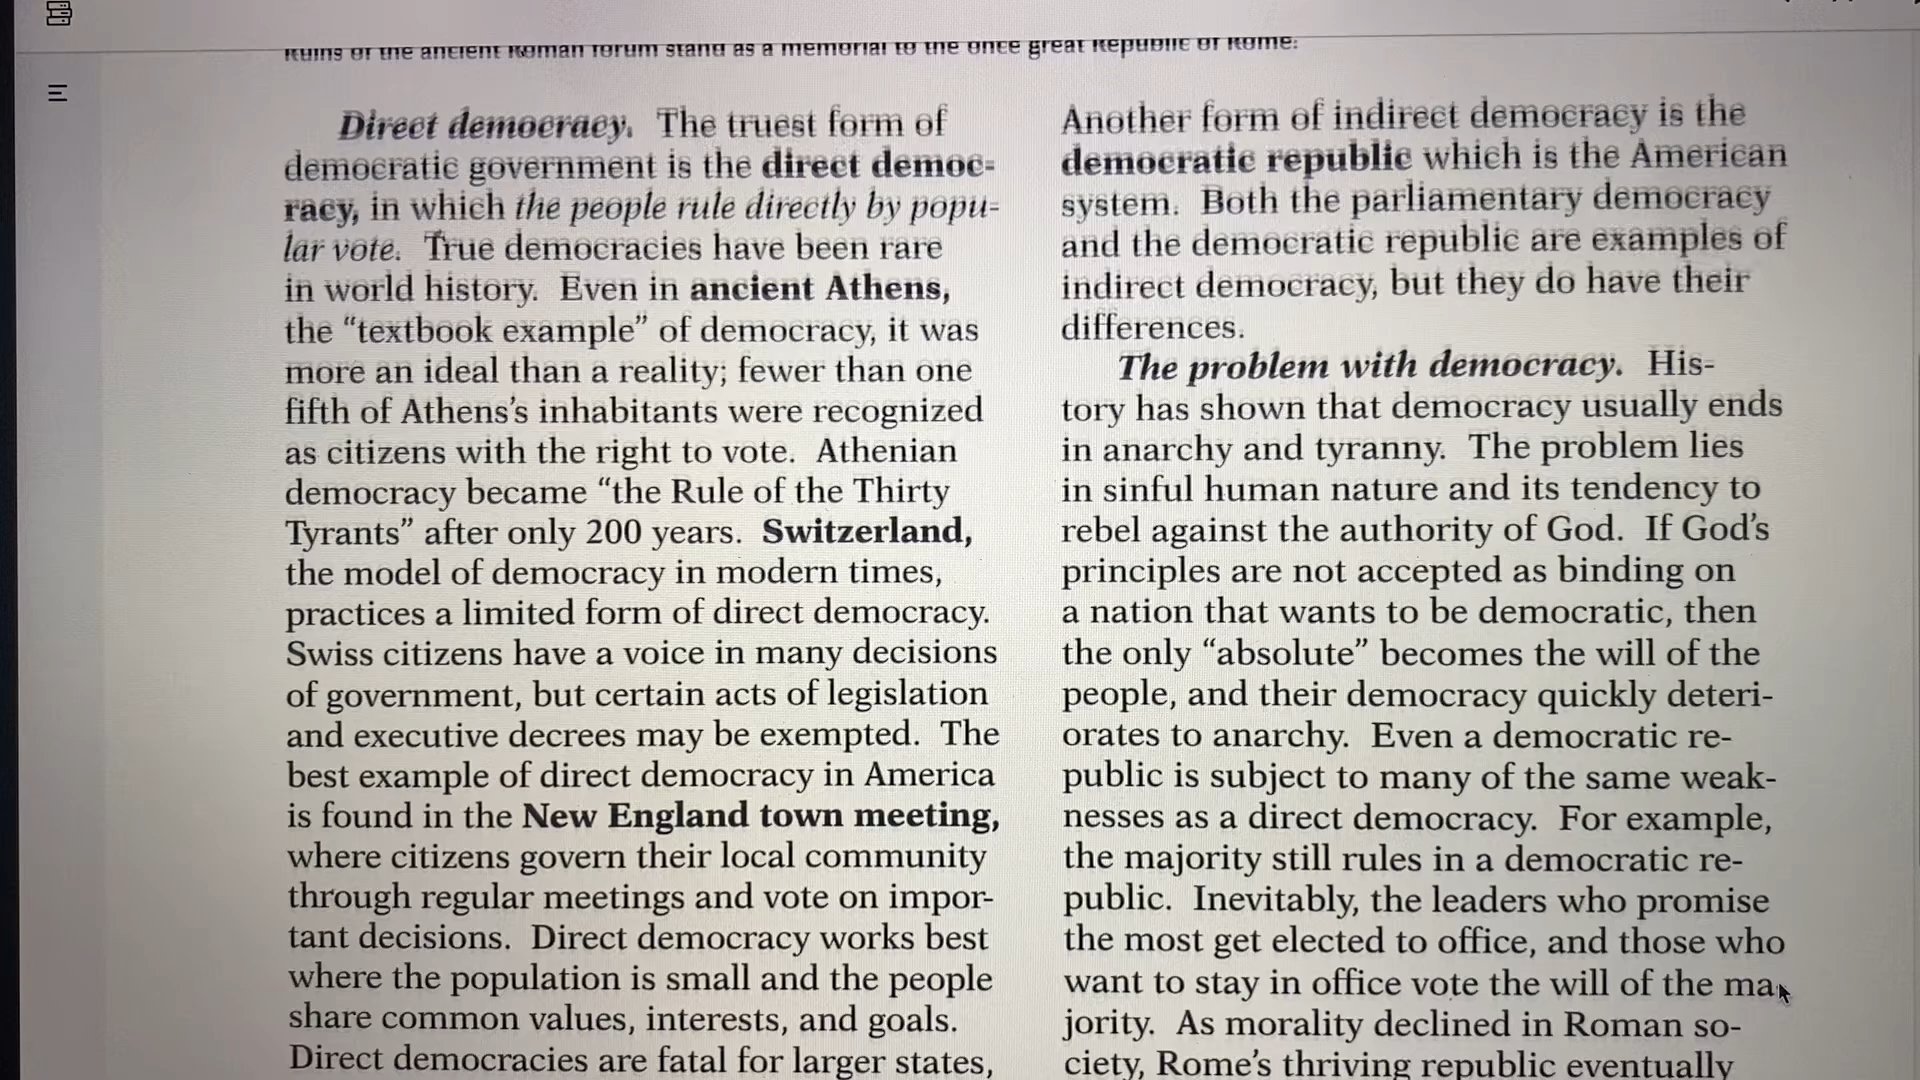 Ruins of the ancient Roman forum stand as a memorial to the once great Republic of Rome.
Direct democracy. The truest form of
democratic government is the direct democ-
racy, in which the people rule directly by popu-
lar vote. True democracies have been rare
in world history. Even in ancient Athens,
the “textbook example” of democracy, it was
more an ideal than a reality; fewer than one
fifth of Athens’s inhabitants were recognized
as citizens with the right to vote. Athenian
democracy became “the Rule of the Thirty
Tyrants” after only 200 years. Switzerland,
the model of democracy in modern times,
practices a limited form of direct democracy.
Swiss citizens have a voice in many decisions
of government, but certain acts of legislation
and executive decrees may be exempted. The
best example of direct democracy in America
is found in the New England town meeting,
where citizens govern their local community
through regular meetings and vote on impor-
tant decisions. Direct democracy works best
where the population is small and the people
share common values, interests, and goals.
Direct democracies are fatal for larger states,
Another form of indirect democracy is the
democratic republic which is the American
system. Both the parliamentary democracy
and the democratic republic are examples of
indirect democracy, but they do have their
differences.
The problem with democracy. His-
tory has shown that democracy usually ends
in anarchy and tyranny. The problem lies
in sinful human nature and its tendency to
rebel against the authority of God. If God’s
principles are not accepted as binding on
a nation that wants to be democratic, then
the only “absolute” becomes the will of the
people, and their democracy quickly deteri-
orates to anarchy. Even a democratic re-
public is subject to many of the same weak-
nesses as a direct democracy. For example,
the majority still rules in a democratic re-
public. Inevitably, the leaders who promise
the most get elected to office, and those who
want to stay in office vote the will of the ma-
jority. As morality declined in Roman so-
ciety, Rome’s thriving republic eventually